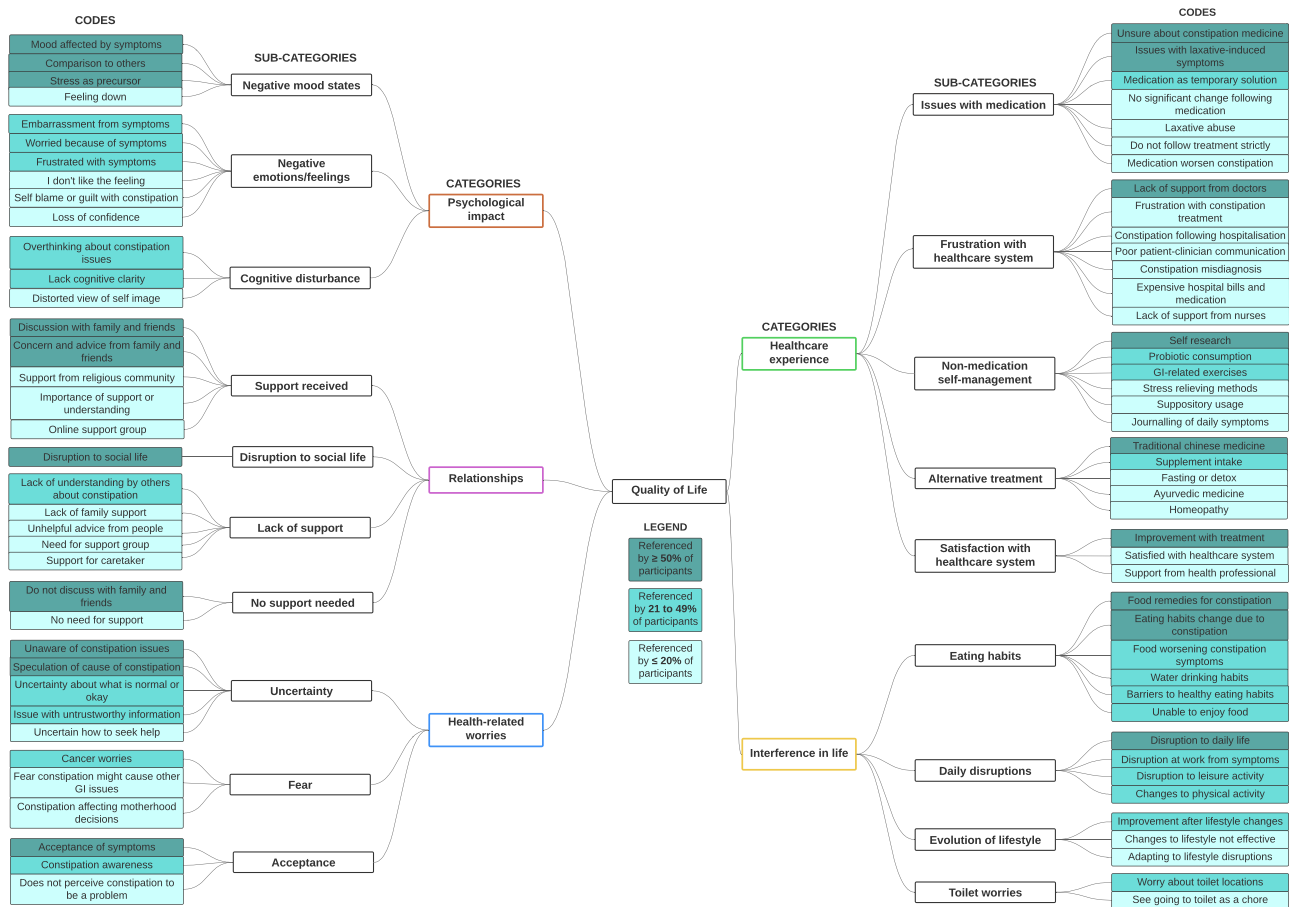 CODES
Mood affected by symptoms
Comparison to others
Stress as precursor
Feeling down
Embarrassment from symptoms
Worried because of symptoms
Frustrated with symptoms
I don't like the feeling
Self blame or guilt with constipation
Loss of confidence
Overthinking about constipation
issues
Lack cognitive clarity
Distorted view of self image
Discussion with family and friends
Concern and advice from family and
friends
Support from religious community
Importance of support or
understanding
Online support group
Disruption to social life
Lack of understanding by others
about constipation
Lack of family support
Unhelpful advice from people
Need for support group
Support for caretaker
Do not discuss with family and
friends
No need for support
Unaware of constipation issues
Speculation of cause of constipation
Uncertainty about what is normal or
okay
Issue with untrustworthy information
Uncertain how to seek help
Cancer worries
Fear constipation might cause other
GI issues
Constipation affecting motherhood
decisions
Acceptance of symptoms
Constipation awareness
Does not perceive constipation to
be a problem
SUB-CATEGORIES
Negative mood states
Negative
emotions/feelings
Cognitive disturbance
Support received
Disruption to social life
Lack of support
No support needed
Uncertainty
Fear
Acceptance
CATEGORIES
Psychological
impact
Relationships
Health-related
worries
Quality of Life
LEGEND
Referenced
by ≥ 50% of
participants
Referenced
by 21 to 49%
of participants
Referenced
by ≤ 20% of
participants
CATEGORIES
Healthcare
experience
Interference in life
SUB-CATEGORIES
Issues with medication
Frustration with
healthcare system
Non-medication
self-management
Alternative treatment
Satisfaction with
healthcare system
Eating habits
Daily disruptions
Evolution of lifestyle
Toilet worries
CODES
Unsure about constipation medicine
Issues with laxative-induced
symptoms
Medication as temporary solution
No significant change following
medication
Laxative abuse
Do not follow treatment strictly
Medication worsen constipation
Lack of support from doctors
Frustration with constipation
treatment
Constipation following hospitalisation
Poor patient-clinician communication
Constipation misdiagnosis
Expensive hospital bills and
medication
Lack of support from nurses
Self research
Probiotic consumption
GI-related exercises
Stress relieving methods
Suppository usage
Journalling of daily symptoms
Traditional chinese medicine
Supplement intake
Fasting or detox
Ayurvedic medicine
Homeopathy
Improvement with treatment
Satisfied with healthcare system
Support from health professional
Food remedies for constipation
Eating habits change due to
constipation
Food worsening constipation
symptoms
Water drinking habits
Barriers to healthy eating habits
Unable to enjoy food
Disruption to daily life
Disruption at work from symptoms
Disruption to leisure activity
Changes to physical activity
Improvement after lifestyle changes
Changes to lifestyle not effective
Adapting to lifestyle disruptions
Worry about toilet locations
See going to toilet as a chore